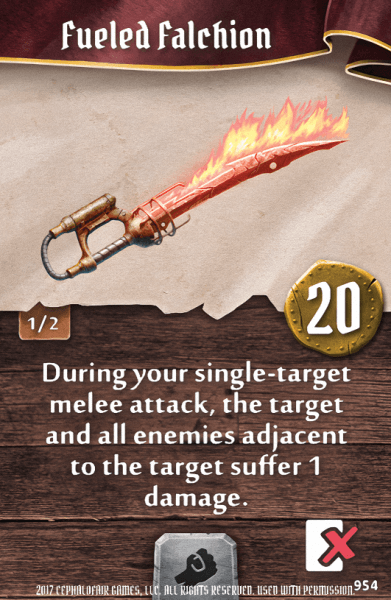 Fueled Falchion
20
1/2
During your single-target
melee attack, the target
and all enemies adjacent
to the target suffer 1
damage.
2017 CEPHALOFAIR GAMES, LLC. ALL RIGHTS RESERVED. USED WITH PERMISSION
954